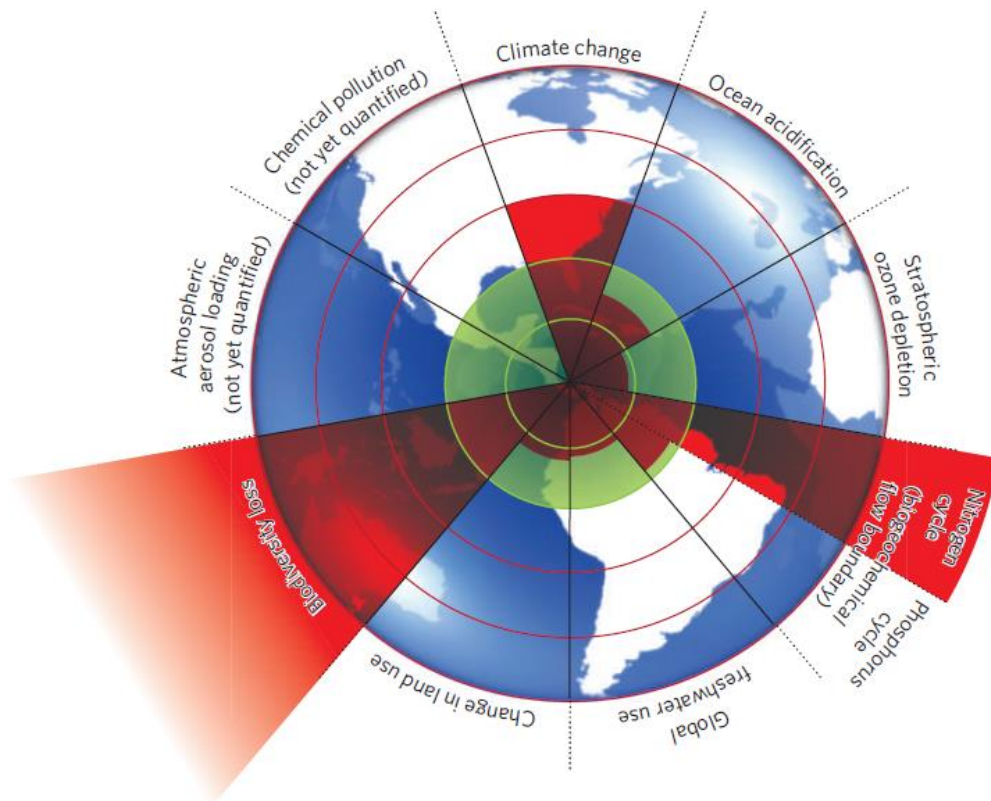 Climate change
Ocean acidification
Stratospheric
ozone depletion
Nitrogen
cycle
(biogeochemical
flow boundary)
Phosphorus
cycle
Global
freshwater use
Change in land use
Biodiversity loss
Atmospheric
aerosol loading
(not yet quantified)
Chemical pollution
(not yet quantified)